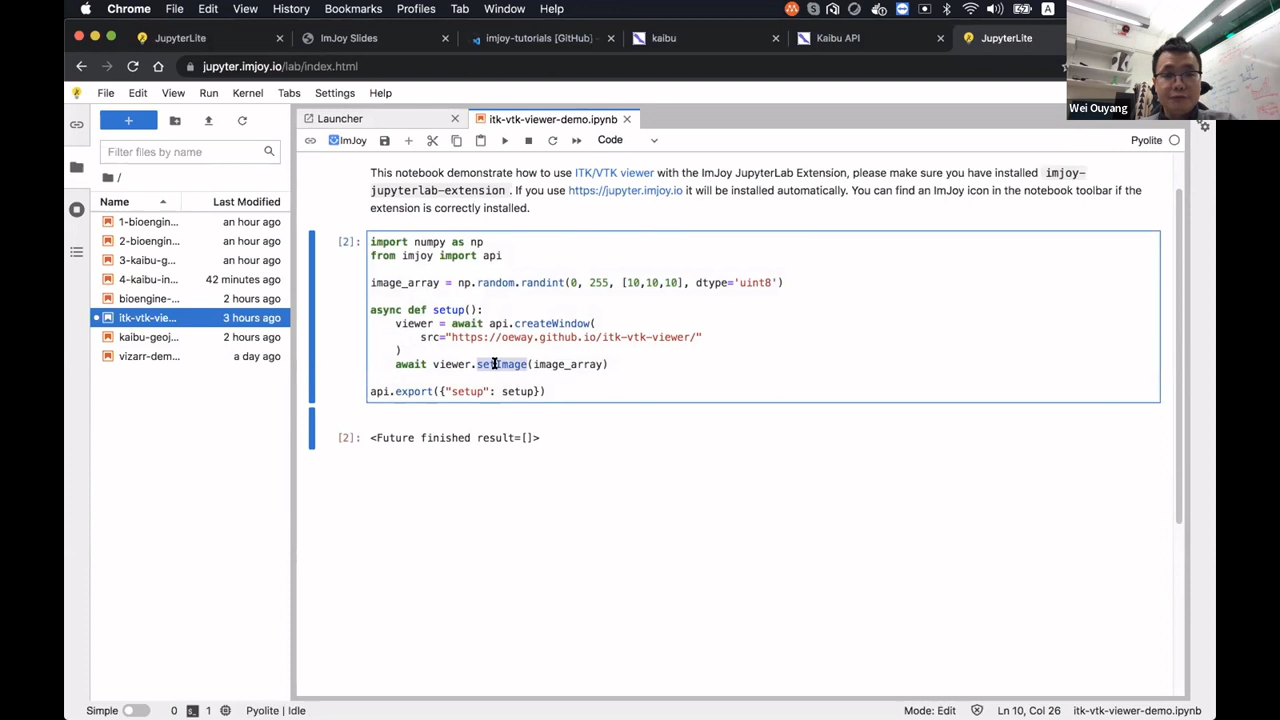 Chrome File Edit View History Bookmarks Profiles Tab Window Help
JupyterLite
ImJoy Slides
imjoy-tutorials [GitHub]
kaibu
Kaibu API
JupyterLite
jupyter.imjoy.io/lab/index.html
Wei Ouyang
File Edit View Run Kernel Tabs Settings Help
Filter files by name
/
Name Last Modified
1-bioengin... an hour ago
2-bioengin... an hour ago
3-kaibu-g... an hour ago
4-kaibu-in... 42 minutes ago
bioengine-... 2 hours ago
itk-vtk-vie... 3 hours ago
kaibu-geoj... 2 hours ago
vizarr-dem... a day ago
Launcher
itk-vtk-viewer-demo.ipynb
ImJoy
Code
Pyolite
This notebook demonstrate how to use ITK/VTK viewer with the ImJoy JupyterLab Extension, please make sure you have installed imjoy-
jupyterlab-extension . If you use https://jupyter.imjoy.io it will be installed automatically. You can find an ImJoy icon in the notebook toolbar if the
extension is correctly installed.
[2]: import numpy as np
from imjoy import api
image_array = np.random.randint(0, 255, [10,10,10], dtype='uint8')
async def setup():
viewer = await api.createWindow(
src="https://oeway.github.io/itk-vtk-viewer/"
)
await viewer.setImage(image_array)
api.export({"setup": setup})
[2]: <Future finished result=[]>
Simple 0 1 Pyolite | Idle
Mode: Edit Ln 10, Col 26 itk-vtk-viewer-demo.ipynb